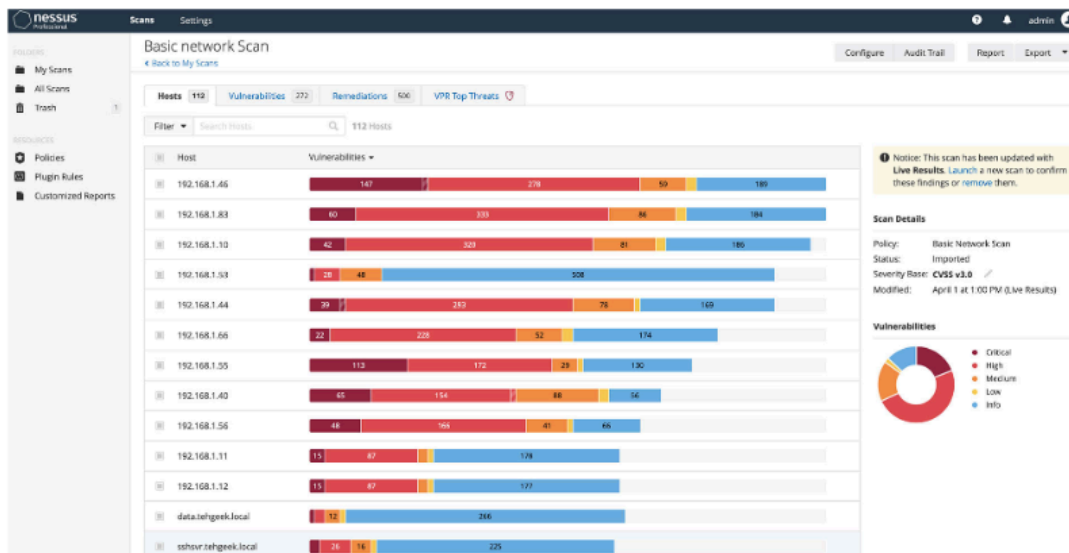 nessus
Professional
Scans Settings
admin
FOLDERS
My Scans
All Scans
Trash 1
RESOURCES
Policies
Plugin Rules
Customized Reports
Basic network Scan
Back to My Scans
Configure Audit Trail Report Export
Hosts 112 Vulnerabilities 272 Remediations 500 VPR Top Threats
Filter Search Hosts 112 Hosts
Host Vulnerabilities
192.168.1.46 147 278 59 189
192.168.1.83 60 333 86 184
192.168.1.10 42 320 81 186
192.168.1.53 28 48 508
192.168.1.44 39 283 78 169
192.168.1.66 22 228 52 174
192.168.1.55 113 172 29 130
192.168.1.40 65 154 88 56
192.168.1.56 48 166 41 66
192.168.1.11 15 87 178
192.168.1.12 15 87 177
data.tehgeek.local 12 266
sshsvr.tehgeek.local 26 16 225
Notice: This scan has been updated with
Live Results. Launch a new scan to confirm
these findings or remove them.
Scan Details
Policy: Basic Network Scan
Status: Imported
Severity Base: CVSS v3.0
Modified: April 1 at 1:00 PM (Live Results)
Vulnerabilities
Critical
High
Medium
Low
Info